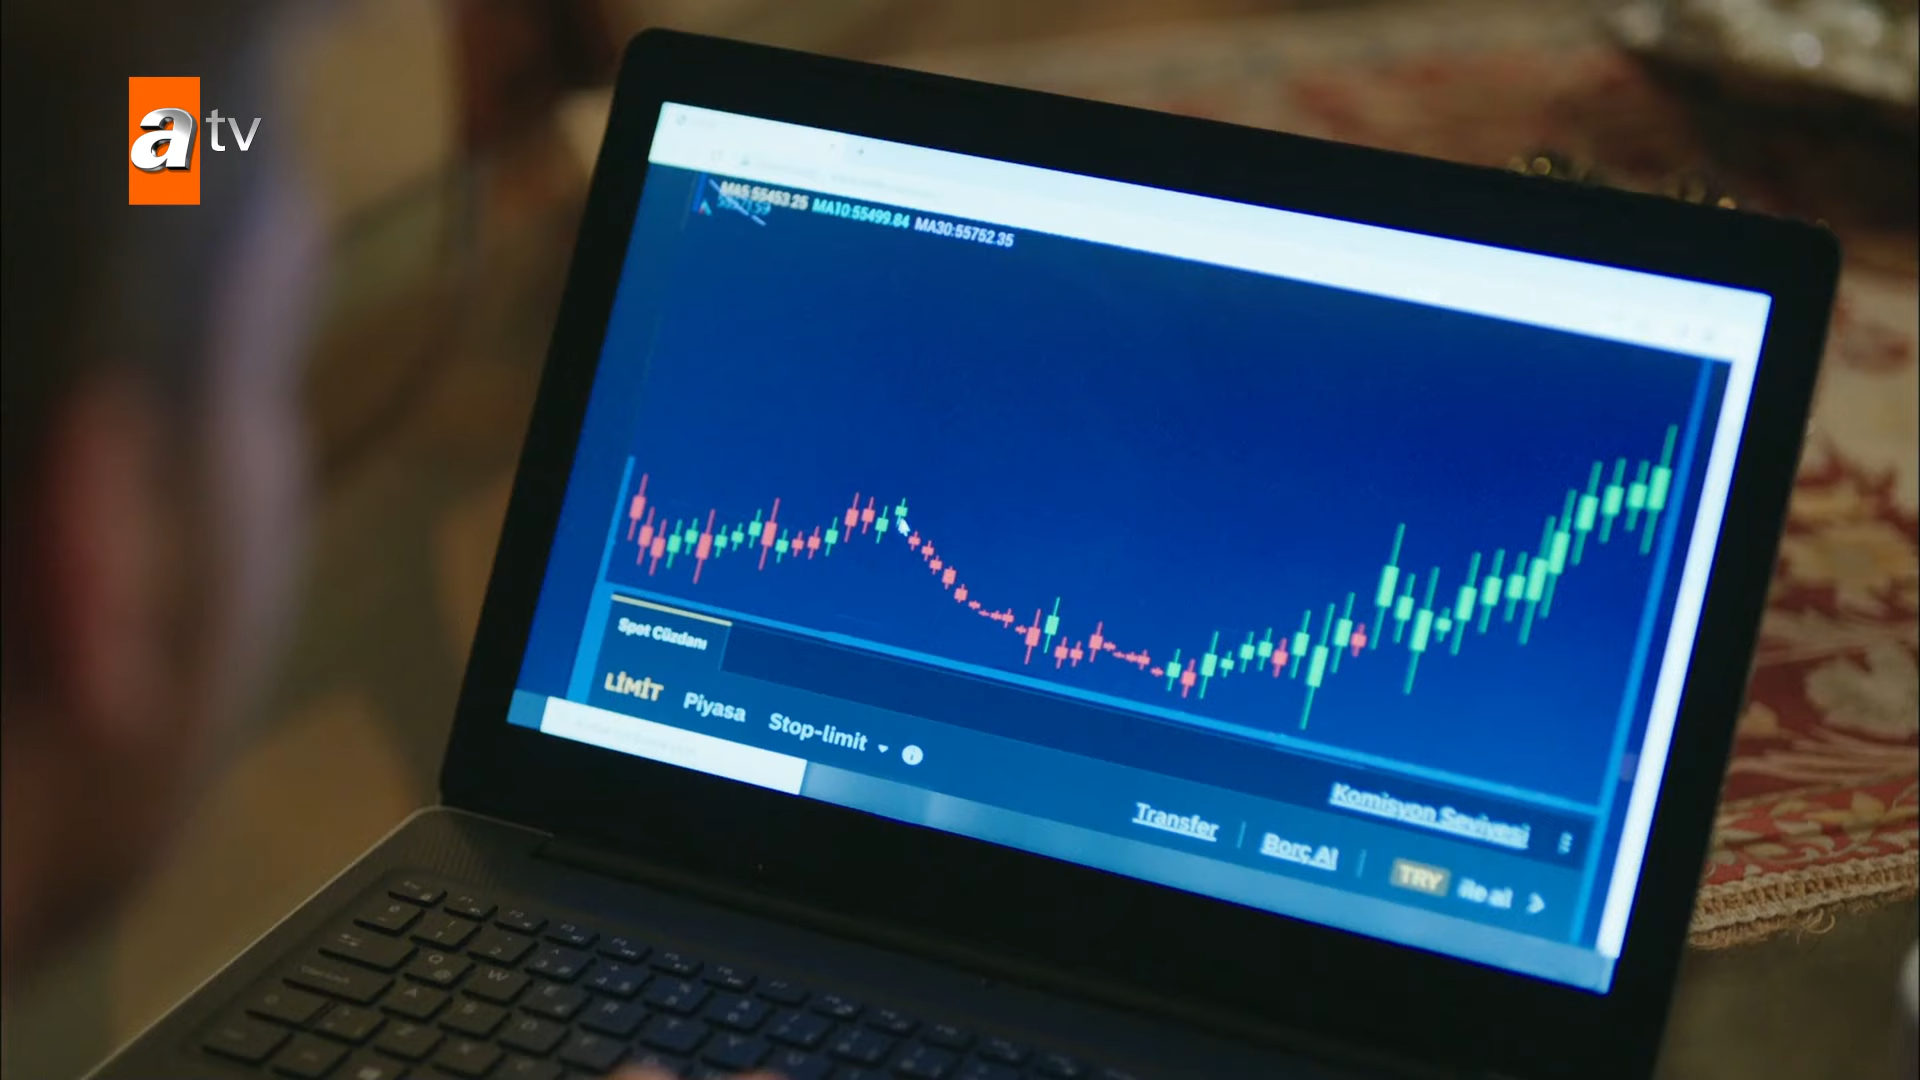 atv
MA5:55453.25 MA10:55499.84 MA30:55752.35
Spot Cüzdanı
LİMİT Piyasa Stop-limit
Komisyon Seviyesi
Transfer Borç Al TRY ile al